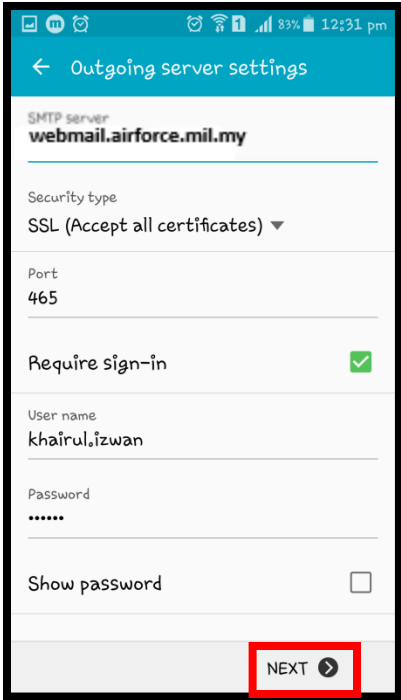 1 83% 12:31 pm
Outgoing server settings
SMTP server
webmail.airforce.mil.my
Security type
SSL (Accept all certificates)
Port
465
Require sign-in
User name
khairul.izwan
Password
••••••
Show password
NEXT